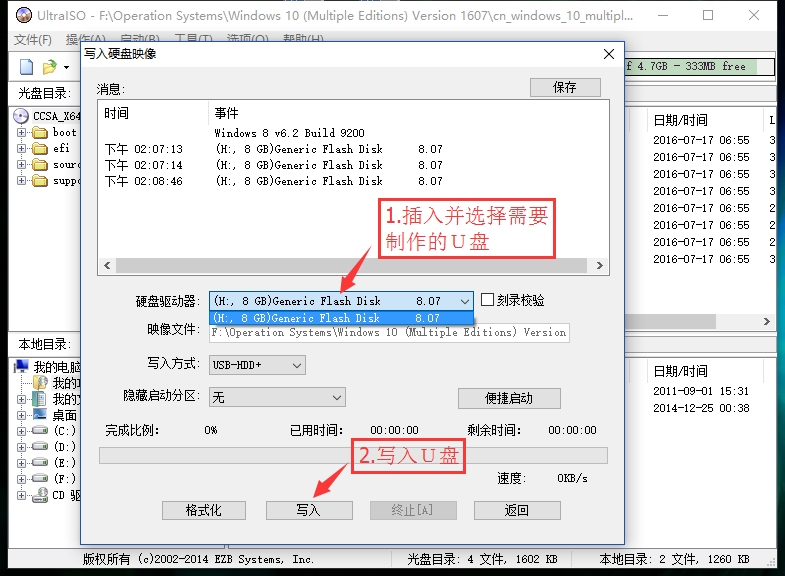 UltraISO - F:\Operation Systems\Windows 10 (Multiple Editions) Version 1607\cn_windows_10_multipl...
文件(F) 操作(A) 启动(B) 工具(T) 选项(O) 帮助(H)
写入硬盘映像
f 4.7GB - 333MB free
消息:
保存
光盘目录:
时间 事件
日期/时间
CCSA_X64
Windows 8 v6.2 Build 9200
boot
下午 02:07:13 (H:, 8 GB)Generic Flash Disk 8.07
efi
下午 02:07:14 (H:, 8 GB)Generic Flash Disk 8.07
下午 02:08:46 (H:, 8 GB)Generic Flash Disk 8.07
2016-07-17 06:55
2016-07-17 06:55
2016-07-17 06:55
2016-07-17 06:55
2016-07-17 06:55
2016-07-17 06:55
2016-07-17 06:55
2016-07-17 06:55
1.插入并选择需要
制作的U盘
硬盘驱动器: (H:, 8 GB)Generic Flash Disk 8.07 刻录校验
(H:, 8 GB)Generic Flash Disk 8.07
映像文件: F:\Operation Systems\Windows 10 (Multiple Editions) Version
本地目录:
写入方式: USB-HDD+
隐藏启动分区: 无 便捷启动
我的电脑
桌面
(C:)
(D:)
(E:)
(F:)
CD 驱
日期/时间
2011-09-01 15:31
2014-12-25 00:38
完成比例: 0% 已用时间: 00:00:00 剩余时间: 00:00:00
2.写入U盘
速度: 0KB/s
格式化 写入 终止[A] 返回
版权所有 (c)2002-2014 EZB Systems, Inc. 光盘目录: 4 文件, 1602 KB 本地目录: 2 文件, 1260 KB